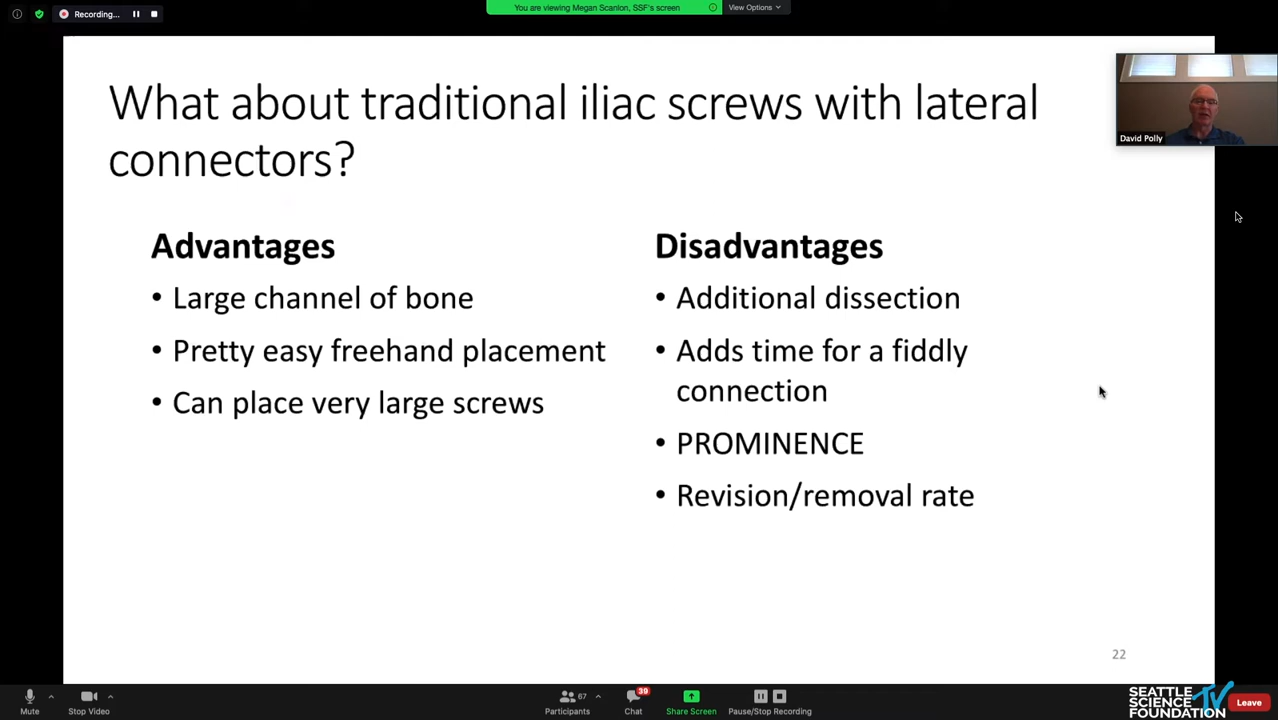 Recording...
You are viewing Megan Scanlon, SSF's screen
View Options
What about traditional iliac screws with lateral
connectors?
David Polly
Advantages
• Large channel of bone
• Pretty easy freehand placement
• Can place very large screws
Disadvantages
• Additional dissection
• Adds time for a fiddly
connection
• PROMINENCE
• Revision/removal rate
22
Mute
Stop Video
67
Participants
39
Chat
Share Screen
Pause/Stop Recording
SEATTLE
SCIENCE
FOUNDATION
TV
Leave